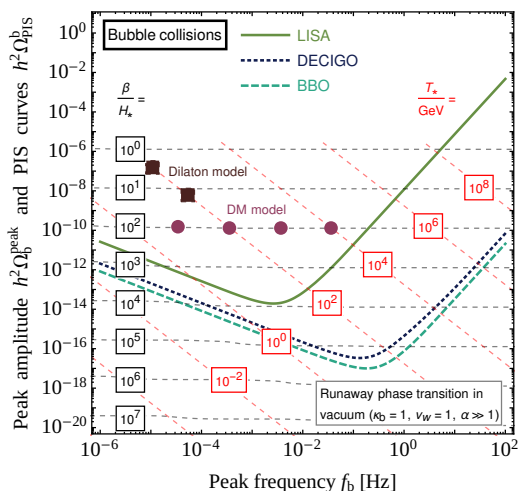 Bubble collisions
LISA
DECIGO
BBO
β/H* =
T*/GeV =
Dilaton model
DM model
10^0
10^1
10^2
10^3
10^4
10^5
10^6
10^7
10^8
10^6
10^4
10^2
10^0
10^-2
Runaway phase transition in
vacuum (κ_b = 1, v_w = 1, α ≫ 1)
Peak amplitude h²Ω_b^peak and PIS curves h²Ω_PIS^b
10^2
10^0
10^-2
10^-4
10^-6
10^-8
10^-10
10^-12
10^-14
10^-16
10^-18
10^-20
10^-6
10^-4
10^-2
10^0
10^2
Peak frequency f_b [Hz]